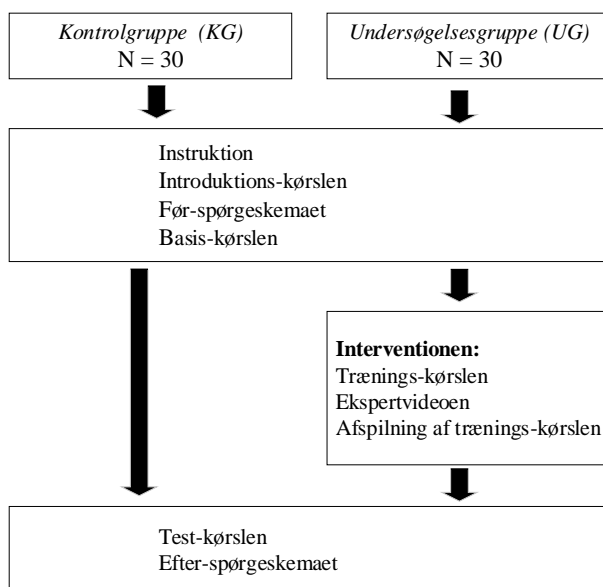 Kontrolgruppe (KG)
N = 30
Undersøgelsesgruppe (UG)
N = 30
Instruktion
Introduktions-kørslen
Før-spørgeskemaet
Basis-kørslen
Interventionen:
Trænings-kørslen
Ekspertvideoen
Afspilning af trænings-kørslen
Test-kørslen
Efter-spørgeskemaet